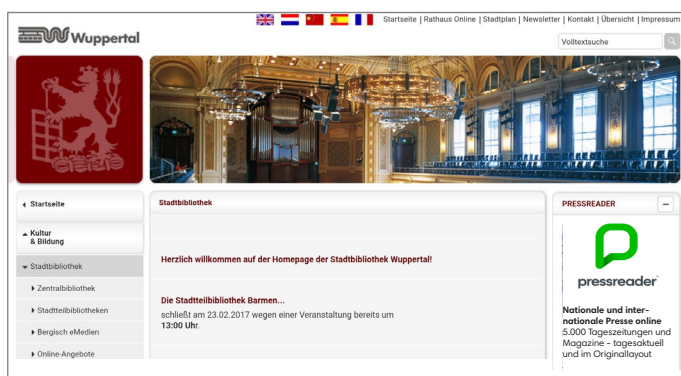 Startseite | Rathaus Online | Stadtplan | Newsletter | Kontakt | Übersicht | Impressum
Wuppertal
Volltextsuche
Startseite
Kultur
& Bildung
Stadtbibliothek
Zentralbibliothek
Stadtteilbibliotheken
Bergisch eMedien
Online-Angebote
Stadtbibliothek
Herzlich willkommen auf der Homepage der Stadtbibliothek Wuppertal!
Die Stadtteilbibliothek Barmen...
schließt am 23.02.2017 wegen einer Veranstaltung bereits um
13:00 Uhr.
PRESSREADER
pressreader
Nationale und inter-
nationale Presse online
5.000 Tageszeitungen und
Magazine - tagesaktuell
und im Originallayout